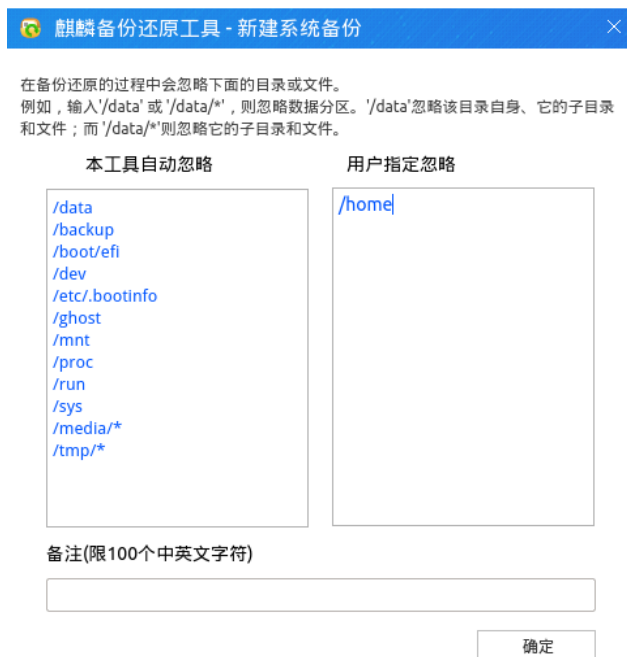 麒麟备份还原工具 - 新建系统备份
在备份还原的过程中会忽略下面的目录或文件。
例如，输入'/data' 或 '/data/*'，则忽略数据分区。'/data'忽略该目录自身、它的子目录
和文件；而 '/data/*'则忽略它的子目录和文件。
本工具自动忽略
用户指定忽略
/data
/backup
/boot/efi
/dev
/etc/.bootinfo
/ghost
/mnt
/proc
/run
/sys
/media/*
/tmp/*
/home
备注(限100个中英文字符)
确定